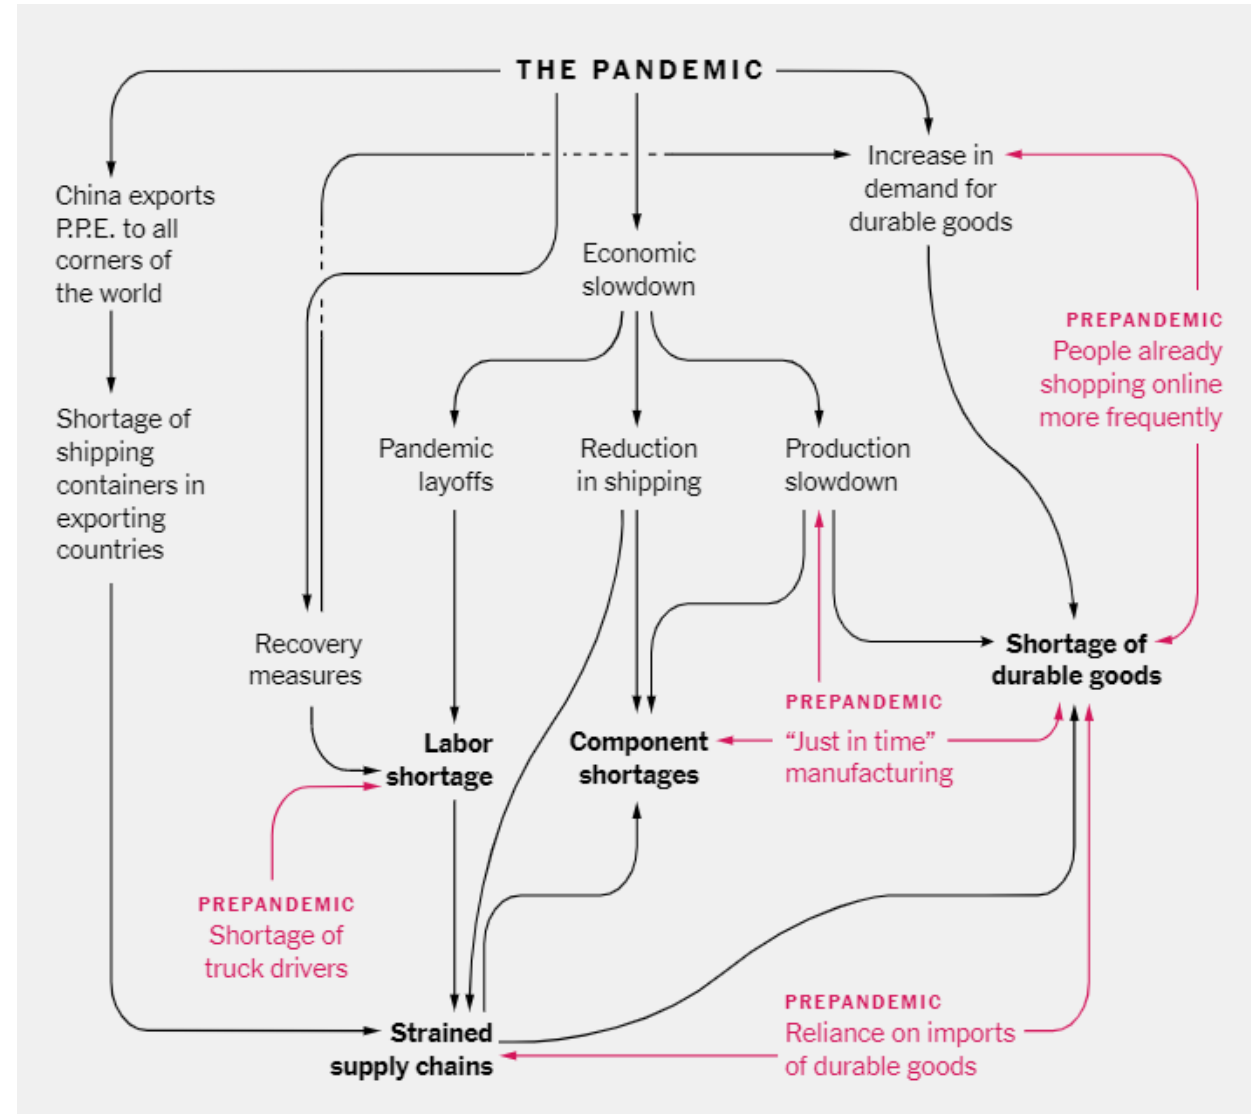 THE PANDEMIC
China exports
P.P.E. to all
corners of
the world
Increase in
demand for
durable goods
Economic
slowdown
PREPANDEMIC
People already
shopping online
more frequently
Shortage of
shipping
containers in
exporting
countries
Pandemic
layoffs
Reduction
in shipping
Production
slowdown
Recovery
measures
Shortage of
durable goods
Labor
shortage
Component
shortages
PREPANDEMIC
“Just in time”
manufacturing
PREPANDEMIC
Shortage of
truck drivers
Strained
supply chains
PREPANDEMIC
Reliance on imports
of durable goods